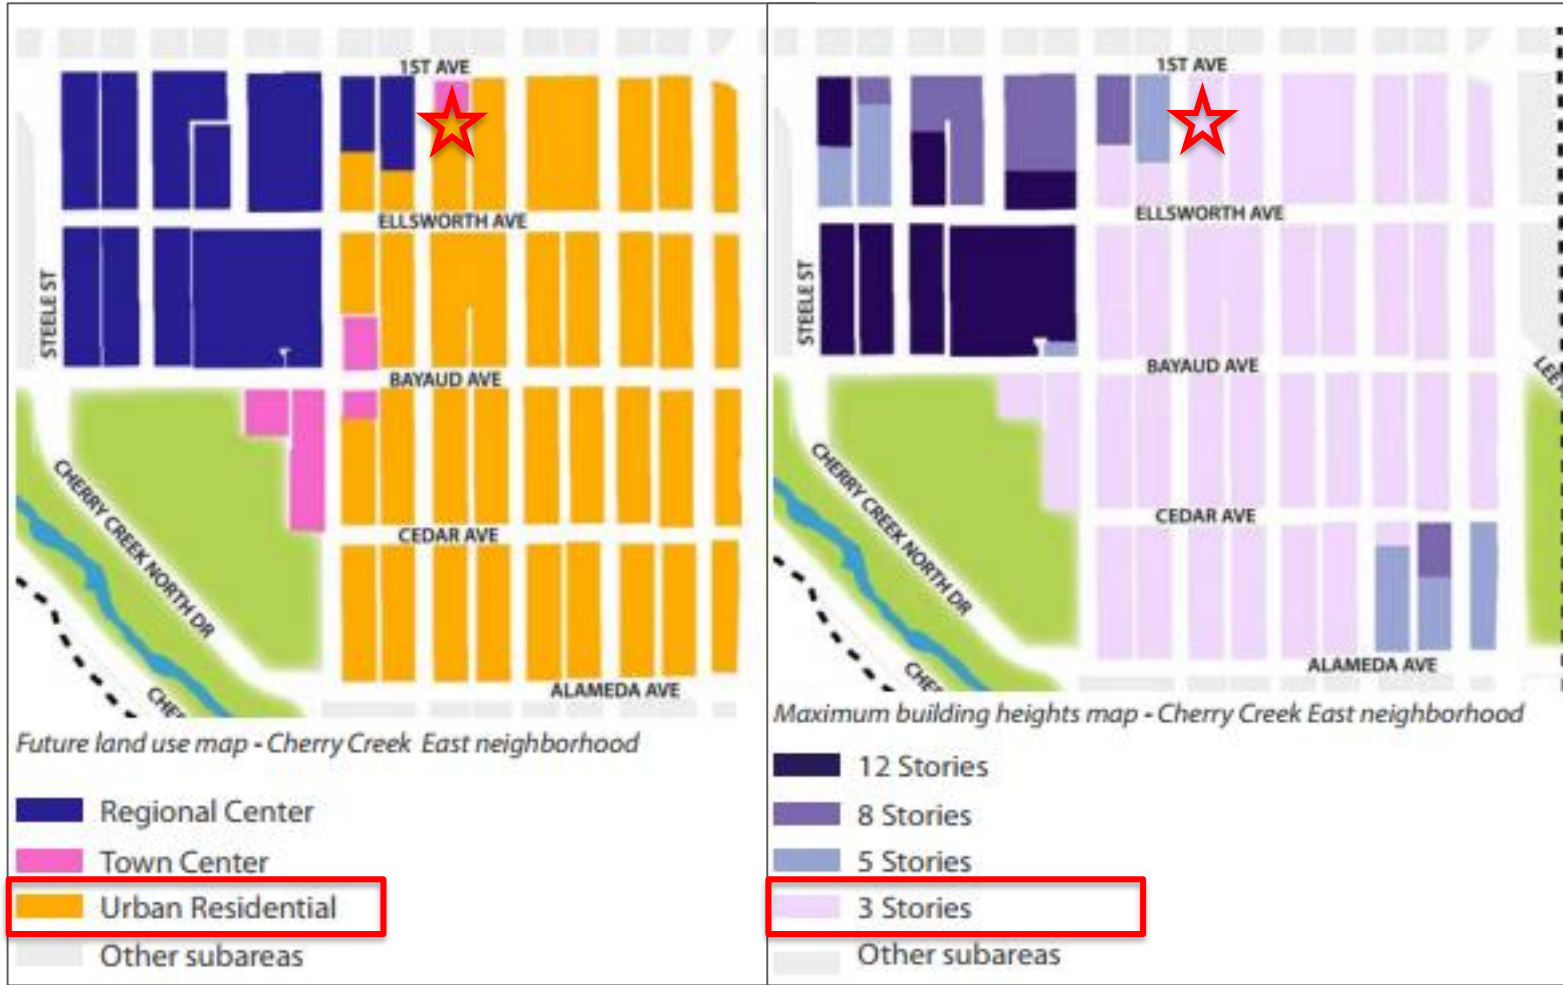 1ST AVE
ELLSWORTH AVE
STEELE ST
BAYAUD AVE
CHERRY CREEK NORTH DR
CEDAR AVE
ALAMEDA AVE
Future land use map - Cherry Creek East neighborhood
Regional Center
Town Center
Urban Residential
Other subareas
1ST AVE
ELLSWORTH AVE
STEELE ST
BAYAUD AVE
CHERRY CREEK NORTH DR
CEDAR AVE
ALAMEDA AVE
Maximum building heights map - Cherry Creek East neighborhood
12 Stories
8 Stories
5 Stories
3 Stories
Other subareas